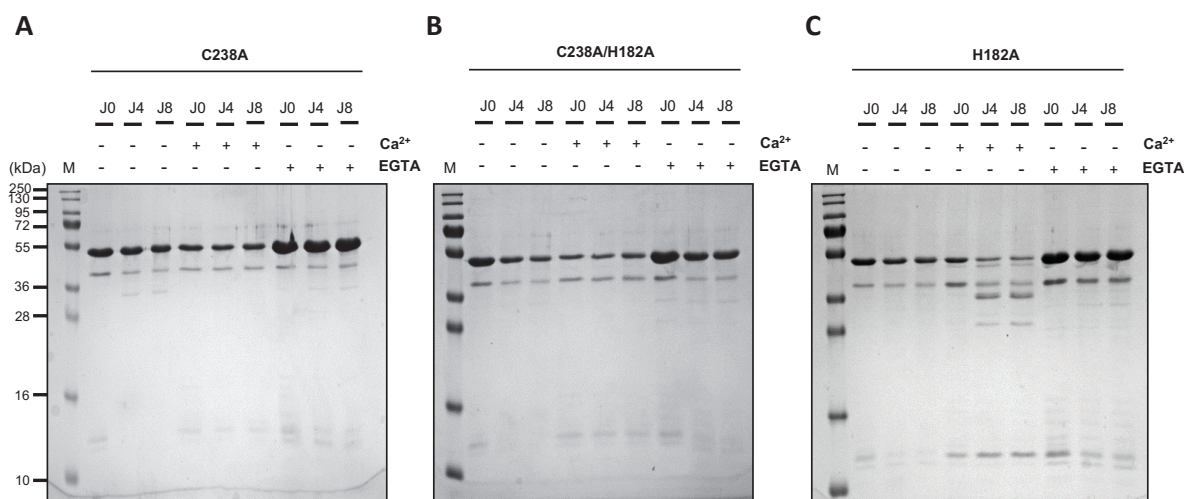 A
C238A
J0 J4 J8 J0 J4 J8 J0 J4 J8
- - - + + + - - - Ca²⁺
(kDa) M - - - - - - + + + EGTA
250
130
95
72
55
36
28
16
10
B
C238A/H182A
J0 J4 J8 J0 J4 J8 J0 J4 J8
- - - + + + - - - Ca²⁺
M - - - - - - + + + EGTA
C
H182A
J0 J4 J8 J0 J4 J8 J0 J4 J8
- - - + + + - - - Ca²⁺
M - - - - - - + + + EGTA